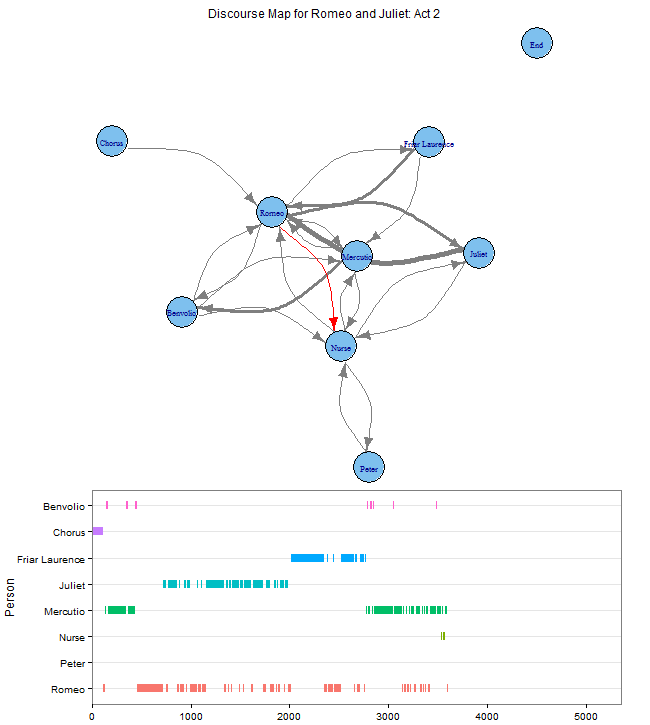 Discourse Map for Romeo and Juliet: Act 2
End
Chorus
Friar Laurence
Romeo
Mercutio
Juliet
Benvolio
Nurse
Peter
Person
Benvolio
Chorus
Friar Laurence
Juliet
Mercutio
Nurse
Peter
Romeo
0 1000 2000 3000 4000 5000